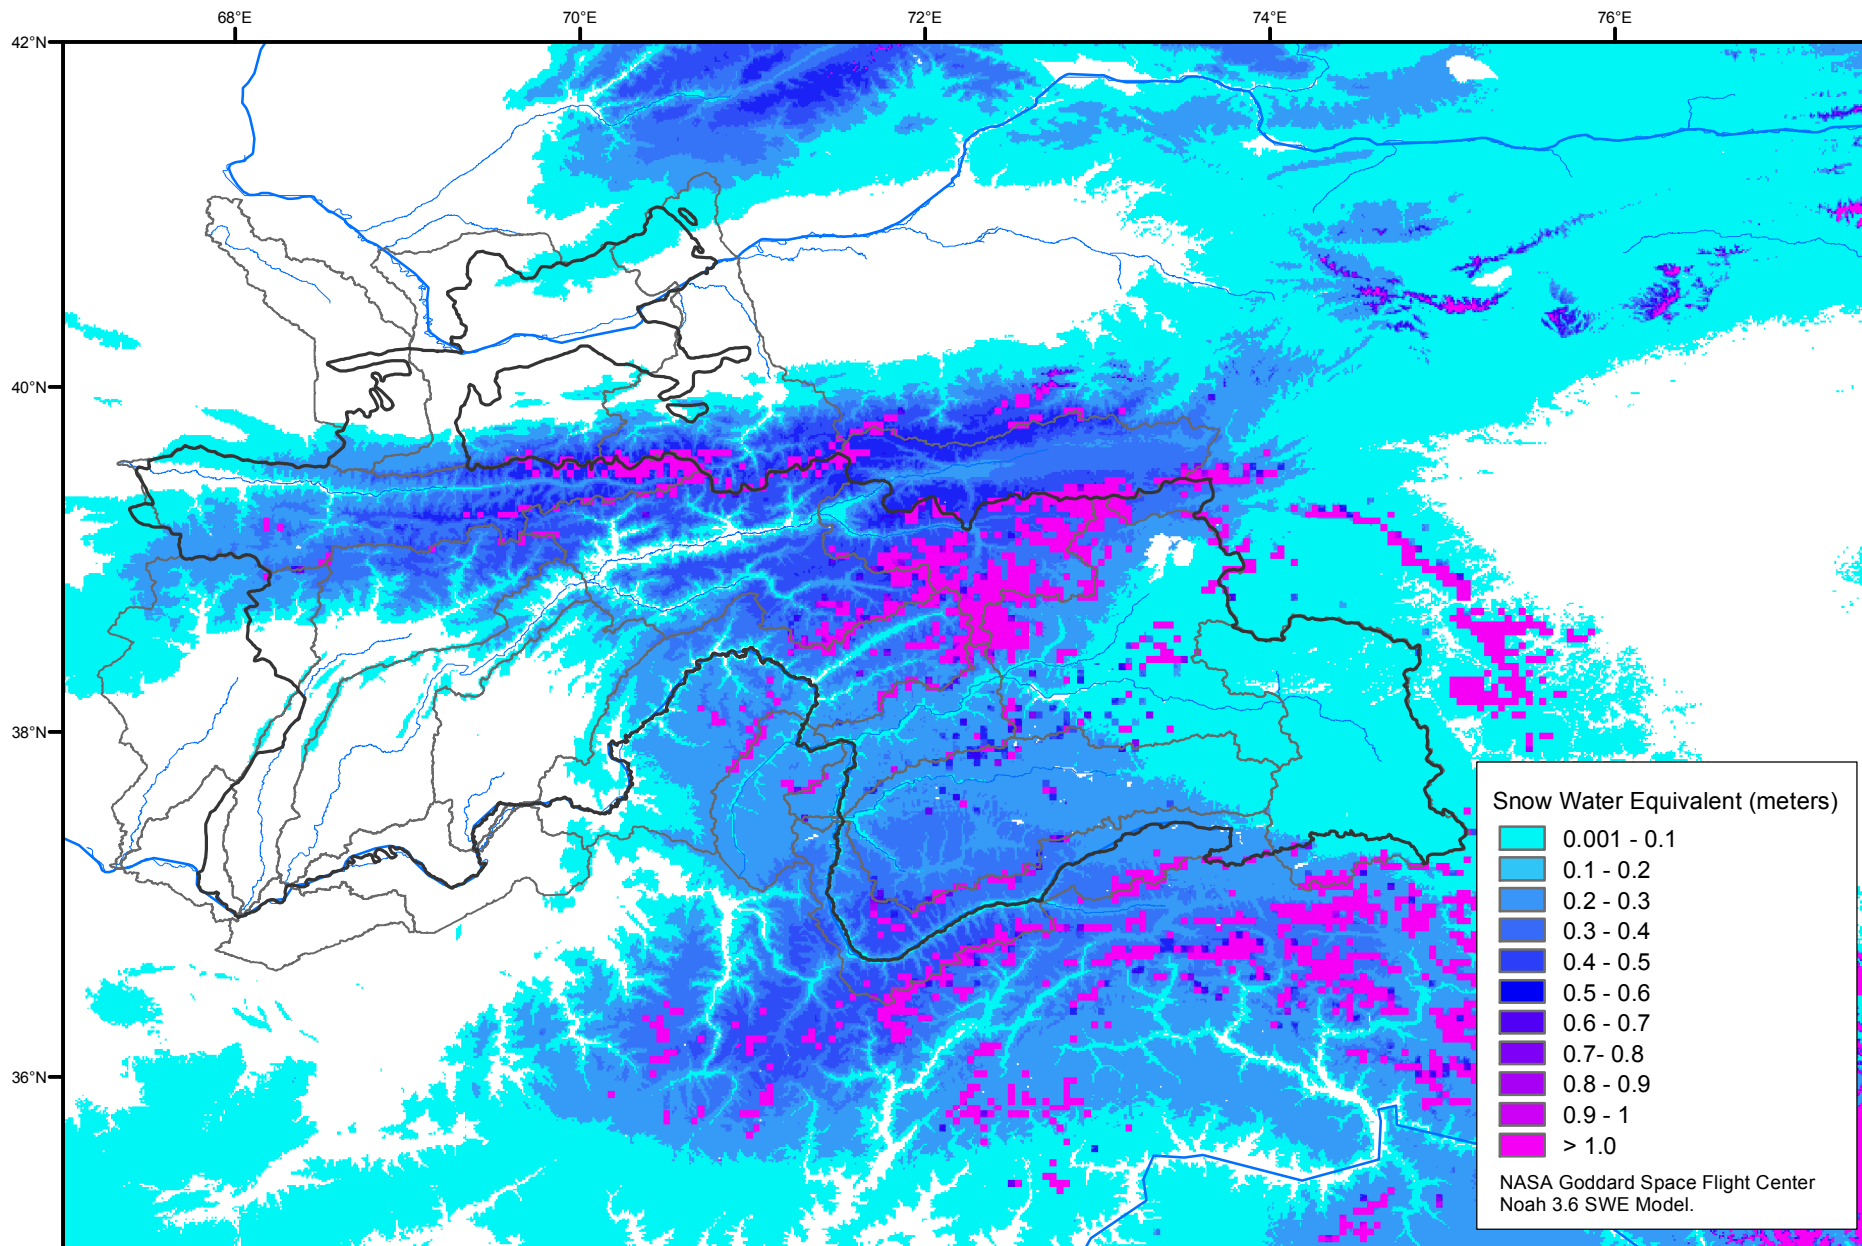 68°E 70°E 72°E 74°E 76°E
42°N
40°N
38°N
36°N
Snow Water Equivalent (meters)
0.001 - 0.1
0.1 - 0.2
0.2 - 0.3
0.3 - 0.4
0.4 - 0.5
0.5 - 0.6
0.6 - 0.7
0.7- 0.8
0.8 - 0.9
0.9 - 1
> 1.0
NASA Goddard Space Flight Center
Noah 3.6 SWE Model.